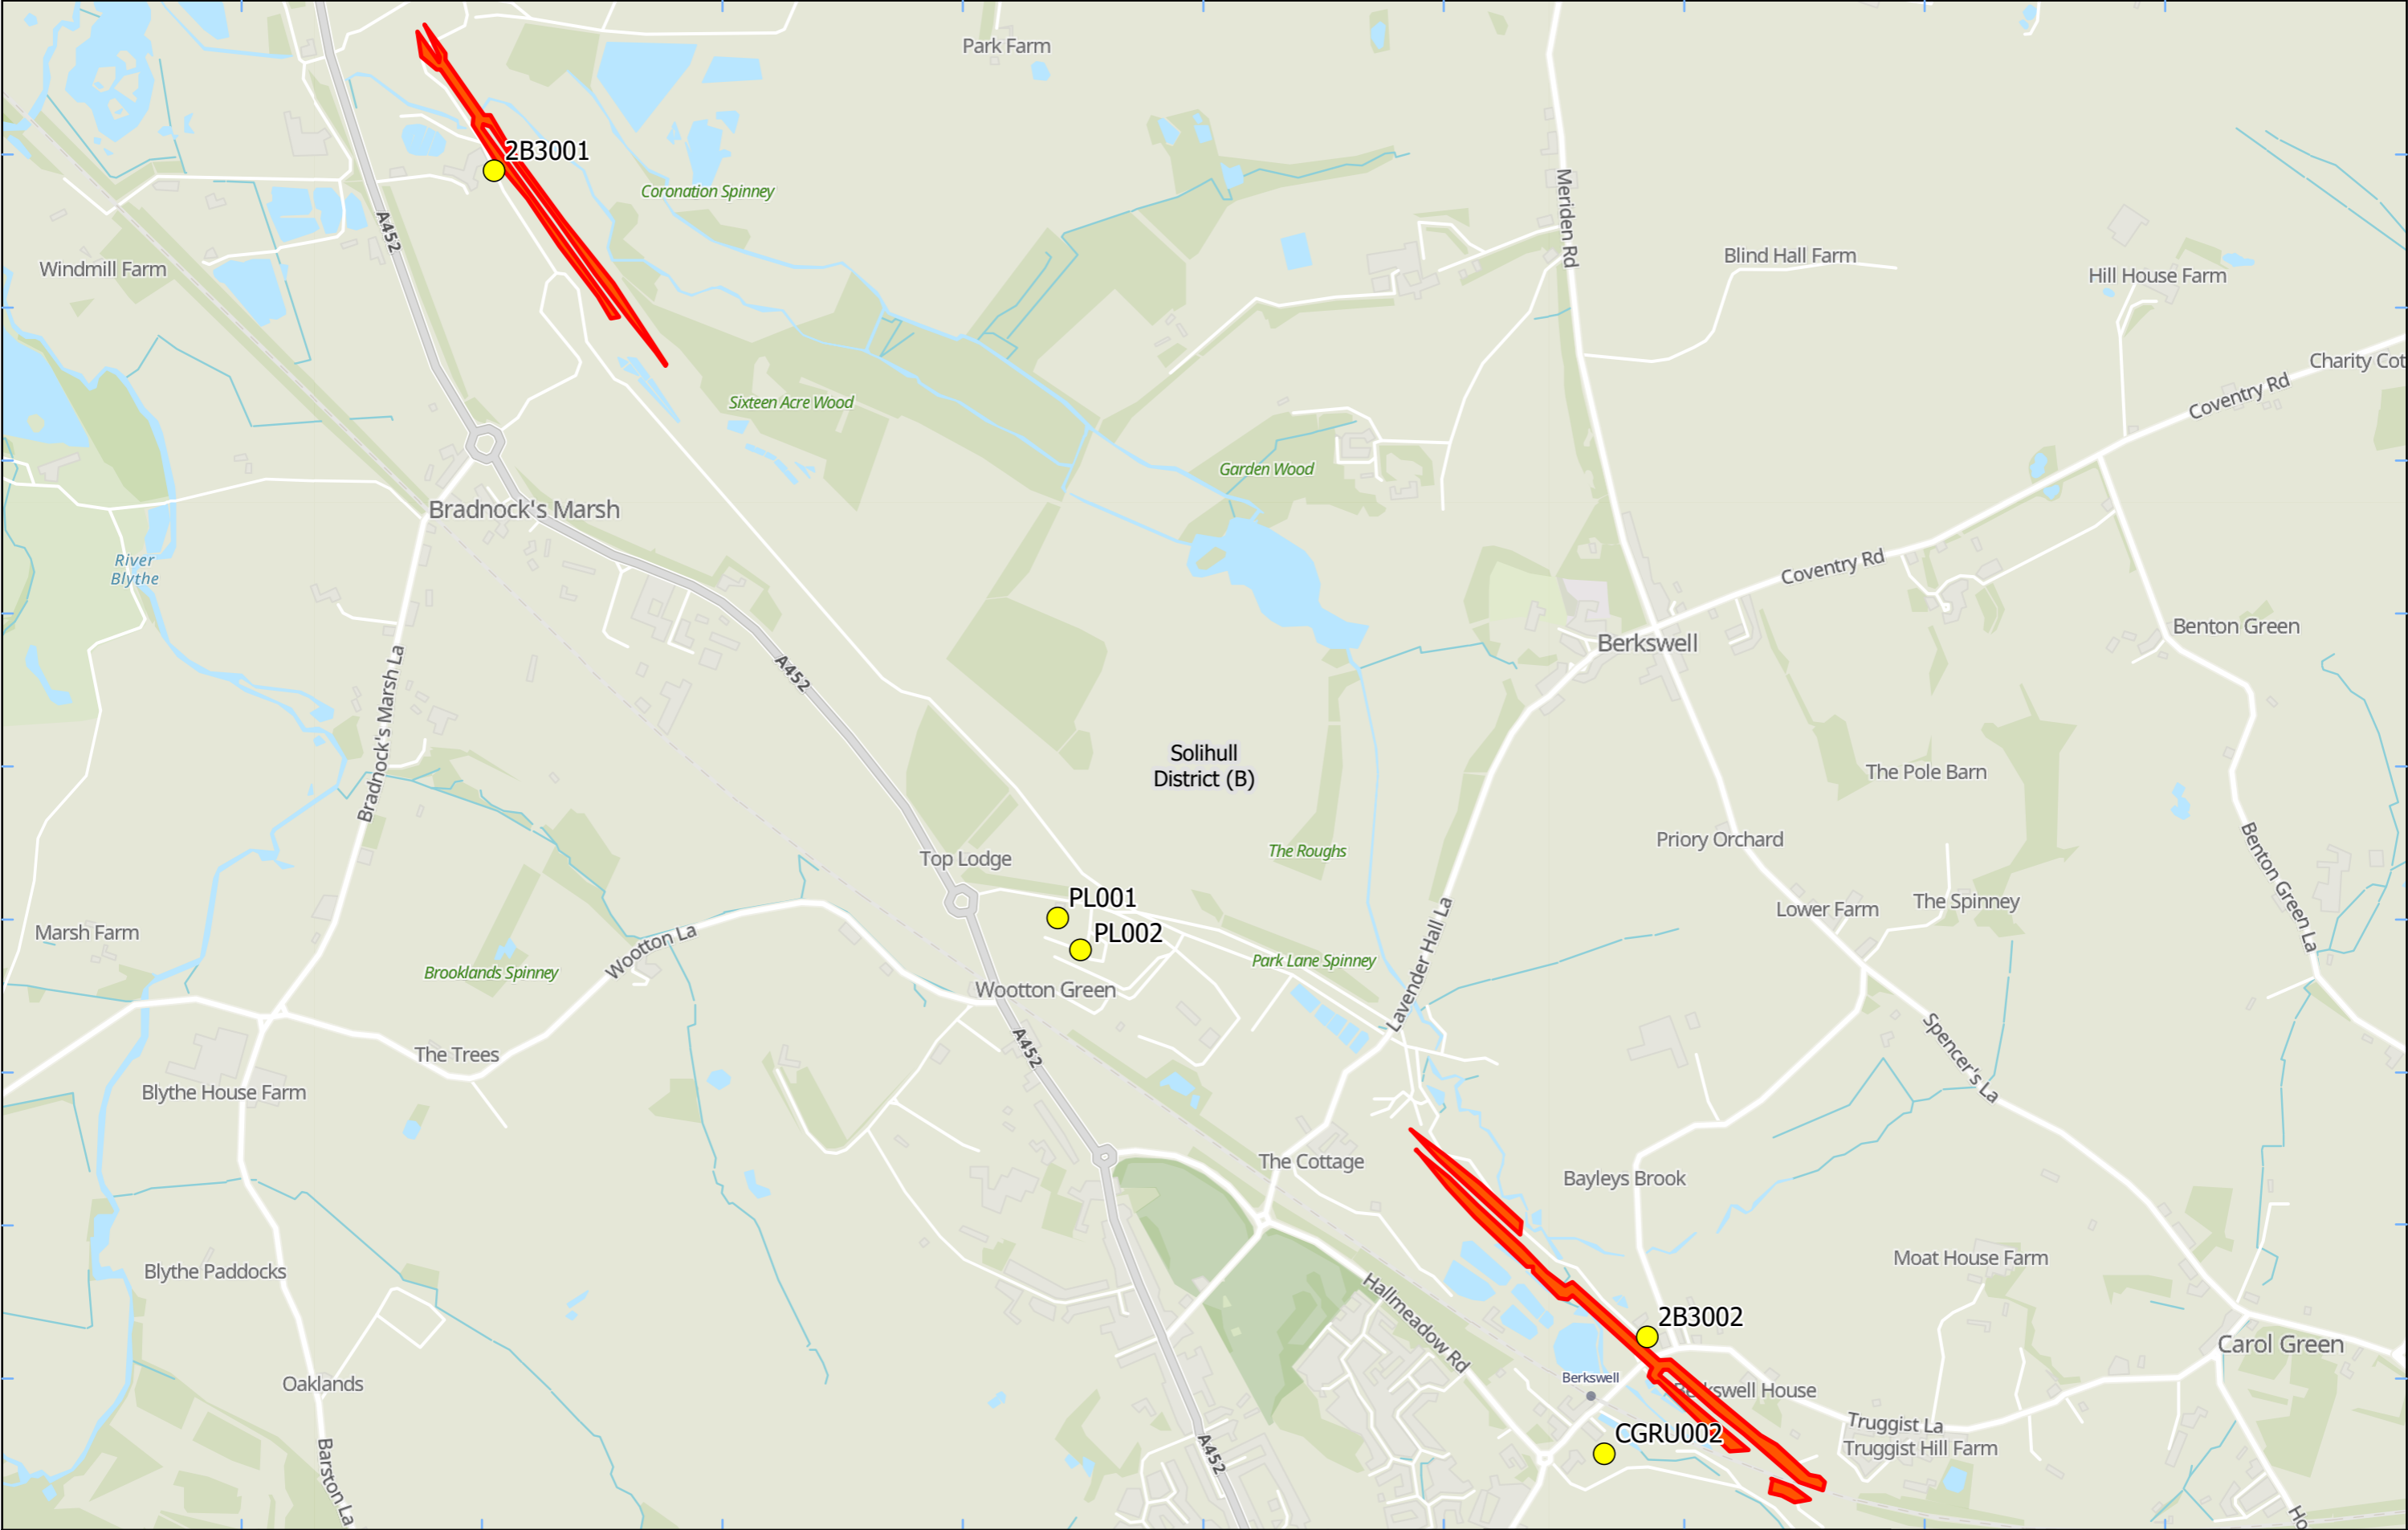 Park Farm
2B3001
Coronation Spinney
A452
Meriden Rd
Windmill Farm
Blind Hall Farm
Hill House Farm
Charity Cot
Coventry Rd
Sixteen Acre Wood
Garden Wood
Bradnock's Marsh
River
Blythe
Coventry Rd
Berkswell
Benton Green
Bradnock's Marsh La
A452
Solihull
District (B)
The Pole Barn
Priory Orchard
Benton Green La
Top Lodge
The Roughs
PL001
PL002
Lower Farm
The Spinney
Marsh Farm
Wootton La
Brooklands Spinney
Park Lane Spinney
Lavender Hall La
Wootton Green
A452
Spencer's La
The Trees
Blythe House Farm
The Cottage
Bayleys Brook
Blythe Paddocks
Moat House Farm
Hallmeadow Rd
2B3002
Carol Green
Oaklands
Berkswell
Berkswell House
Truggist La
CGRU002
Truggist Hill Farm
A452
Barston La
Ho